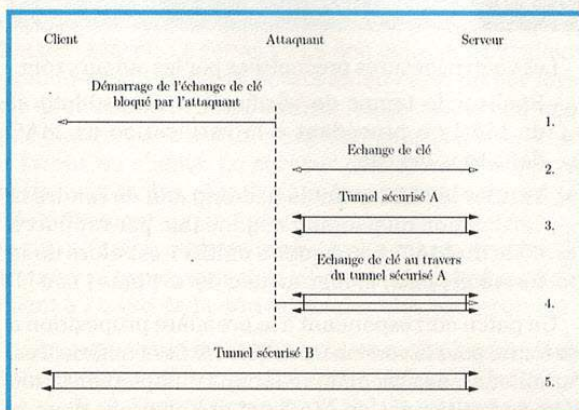 Client Attaquant Serveur
Démarrage de l'échange de clé
bloqué par l'attaquant
1.
Echange de clé
2.
Tunnel sécurisé A
3.
Echange de clé au travers
du tunnel sécurisé A
4.
Tunnel sécurisé B
5.